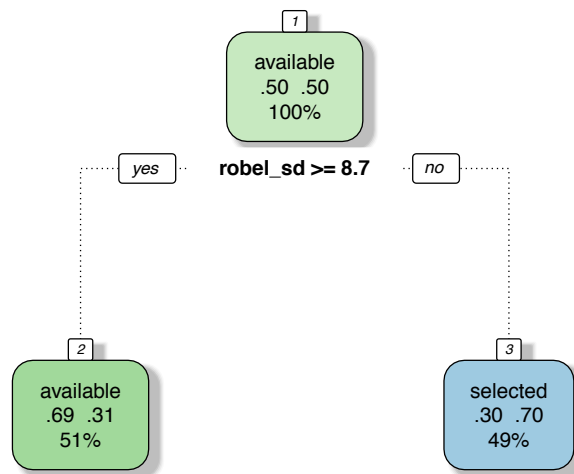 1
available
.50 .50
100%
yes robel_sd >= 8.7 no
2
available
.69 .31
51%
3
selected
.30 .70
49%